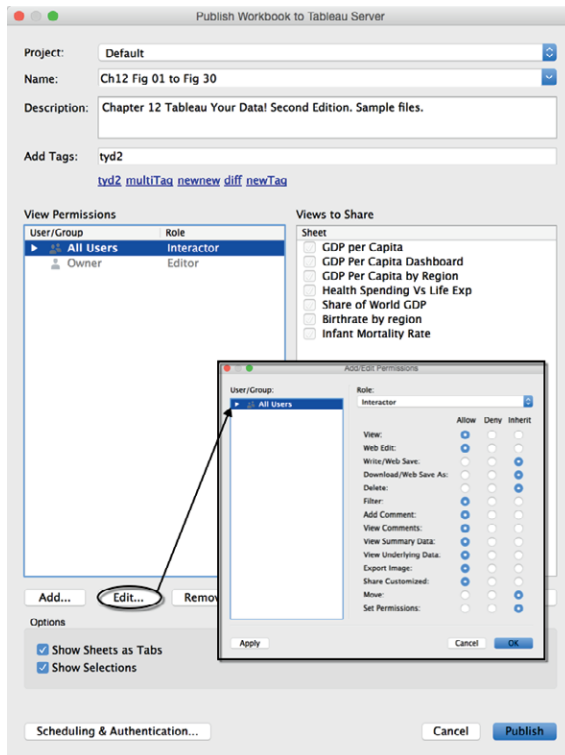 Publish Workbook to Tableau Server
Project: Default
Name: Ch12 Fig 01 to Fig 30
Description: Chapter 12 Tableau Your Data! Second Edition. Sample files.
Add Tags: tyd2
tyd2 multiTag newnew diff newTag
View Permissions
User/Group Role
All Users Interactor
Owner Editor
Views to Share
Sheet
GDP per Capita
GDP Per Capita Dashboard
GDP Per Capita by Region
Health Spending Vs Life Exp
Share of World GDP
Birthrate by region
Infant Mortality Rate
Add/Edit Permissions
User/Group:
All Users
Role:
Interactor
Allow Deny Inherit
View:
Web Edit:
Write/Web Save:
Download/Web Save As:
Delete:
Filter:
Add Comment:
View Comments:
View Summary Data:
View Underlying Data:
Export Image:
Share Customized:
Move:
Set Permissions:
Apply Cancel OK
Add... Edit... Remov
Options
Show Sheets as Tabs
Show Selections
Scheduling & Authentication... Cancel Publish